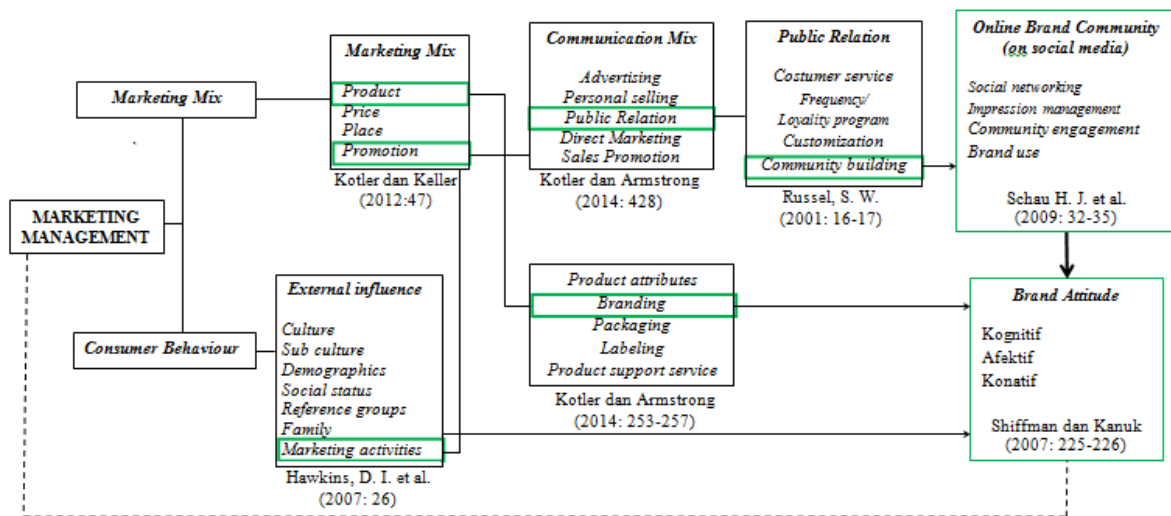 Marketing Mix
MARKETING
MANAGEMENT
Consumer Behaviour
Marketing Mix
Product
Price
Place
Promotion
Kotler dan Keller
(2012:47)
External influence
Culture
Sub culture
Demographics
Social status
Reference groups
Family
Marketing activities
Hawkins, D. I. et al.
(2007: 26)
Communication Mix
Advertising
Personal selling
Public Relation
Direct Marketing
Sales Promotion
Kotler dan Armstrong
(2014: 428)
Product attributes
Branding
Packaging
Labeling
Product support service
Kotler dan Armstrong
(2014: 253-257)
Public Relation
Costumer service
Frequency/
Loyality program
Customization
Community building
Russel, S. W.
(2001: 16-17)
Online Brand Community
(on social media)
Social networking
Impression management
Community engagement
Brand use
Schau H. J. et al.
(2009: 32-35)
Brand Attitude
Kognitif
Afektif
Konatif
Shiffman dan Kanuk
(2007: 225-226)